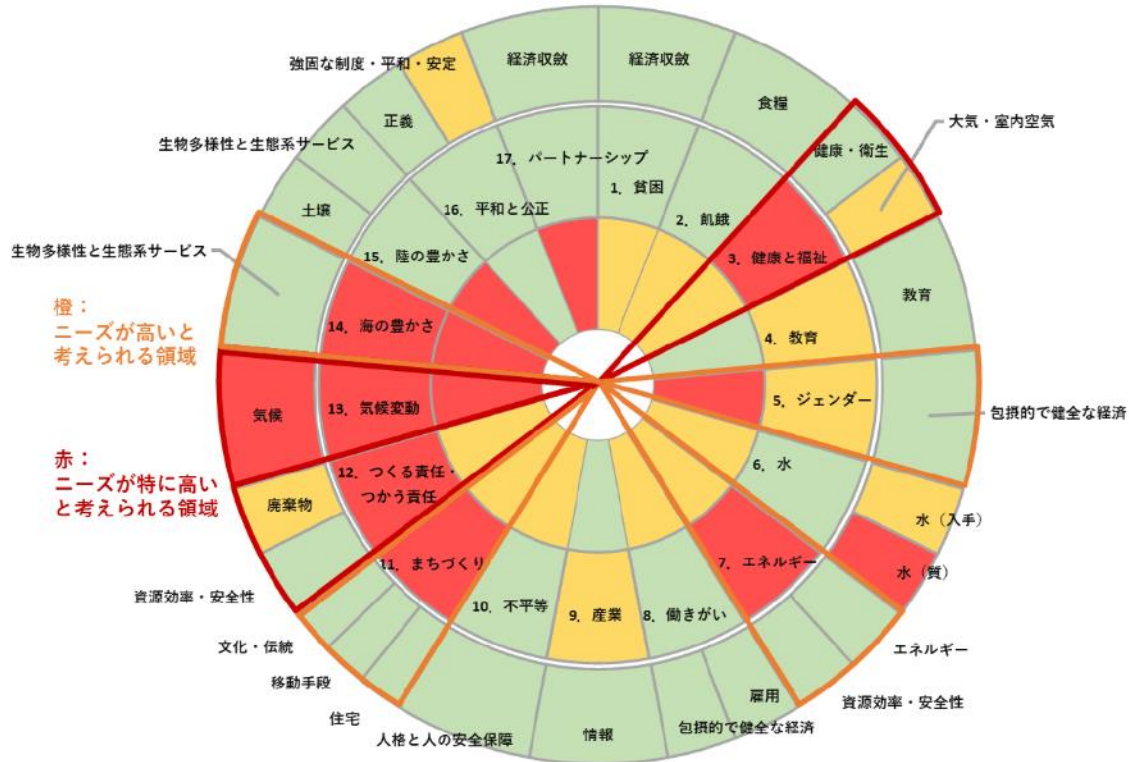 強固な制度・平和・安定
経済収斂
経済収斂
食糧
正義
大気・室内空気
生物多様性と生態系サービス
健康・衛生
17. パートナーシップ
1. 貧困
16. 平和と公正
2. 飢餓
土壌
生物多様性と生態系サービス
15. 陸の豊かさ
3. 健康と福祉
教育
橙：
ニーズが高いと
考えられる領域
14. 海の豊かさ
4. 教育
気候
13. 気候変動
5. ジェンダー
包摂的で健全な経済
赤：
ニーズが特に高い
と考えられる領域
12. つくる責任・
つかう責任
6. 水
廃棄物
水（入手）
水（質）
11. まちづくり
7. エネルギー
資源効率・安全性
10. 不平等
9. 産業
8. 働きがい
文化・伝統
エネルギー
移動手段
雇用
資源効率・安全性
住宅
人格と人の安全保障
情報
包摂的で健全な経済